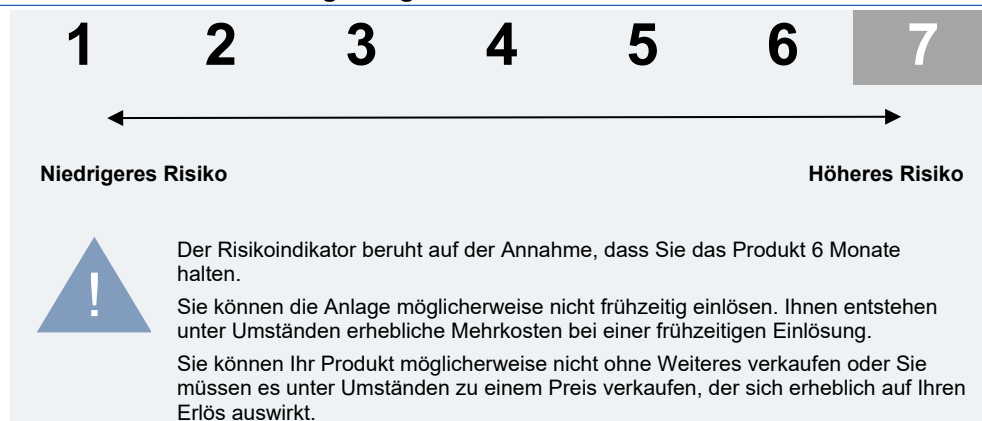 1 2 3 4 5 6 7
Niedrigeres Risiko Höheres Risiko
!
Der Risikoindikator beruht auf der Annahme, dass Sie das Produkt 6 Monate
halten.
Sie können die Anlage möglicherweise nicht frühzeitig einlösen. Ihnen entstehen
unter Umständen erhebliche Mehrkosten bei einer frühzeitigen Einlösung.
Sie können Ihr Produkt möglicherweise nicht ohne Weiteres verkaufen oder Sie
müssen es unter Umständen zu einem Preis verkaufen, der sich erheblich auf Ihren
Erlös auswirkt.